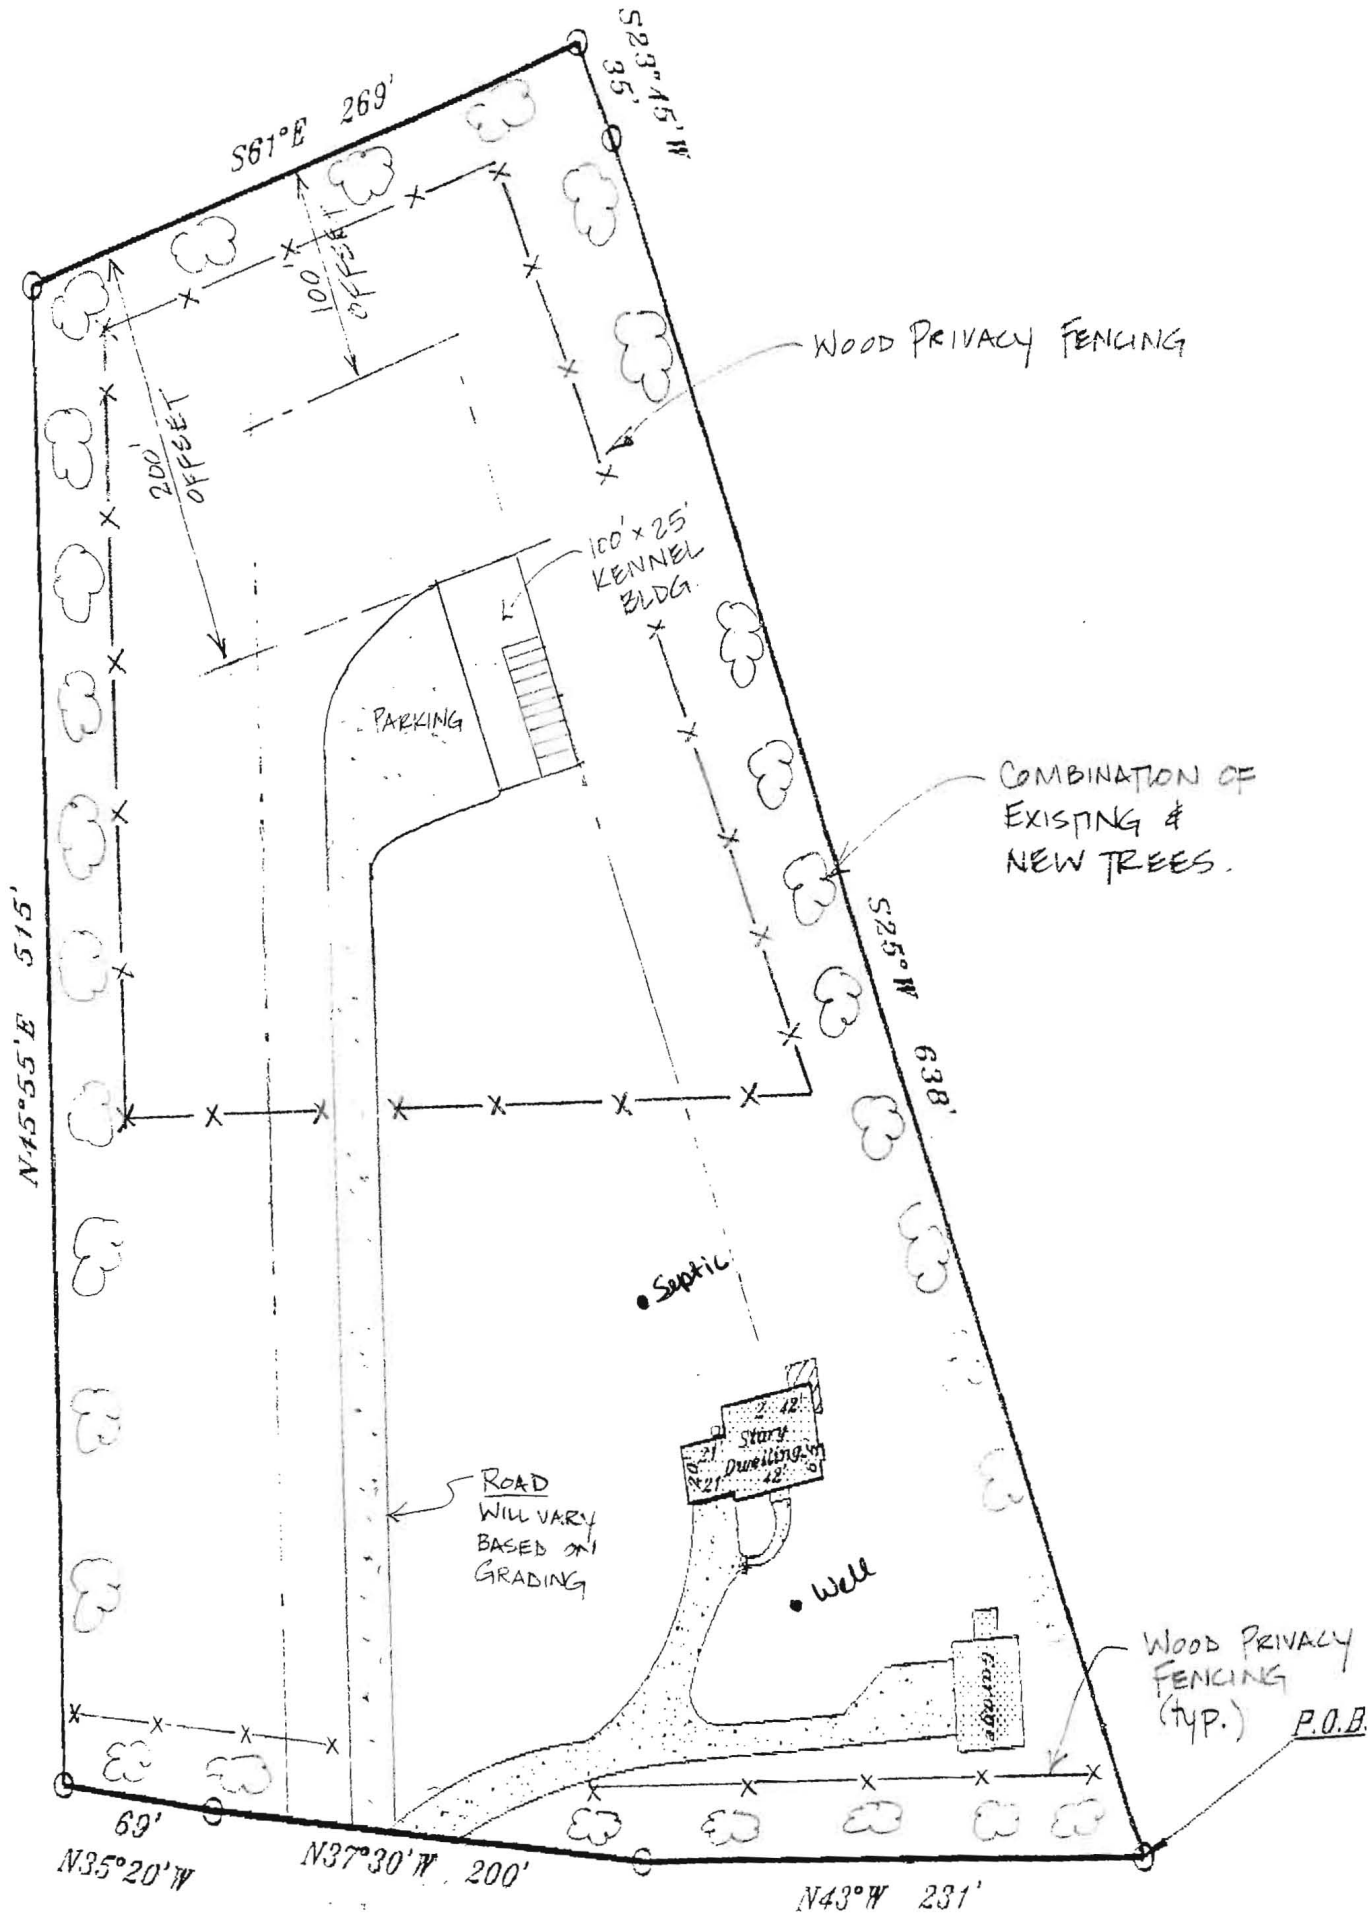 S23°45'W
35'
S61°E 269'
100'
OFFSET
WOOD PRIVACY FENCING
200'
OFFSET
100' x 25'
KENNEL
BLDG.
PARKING
COMBINATION OF
EXISTING &
NEW TREES.
N45°55'E 515'
S25°W 638'
Septic
2 42'
Story
Dwelling
42'
21
20'
21
ROAD
WILL VARY
BASED ON
GRADING
Well
Garage
WOOD PRIVACY
FENCING
(typ.)
P.O.B.
69'
N35°20'W
N37°30'W 200'
N43°W 231'